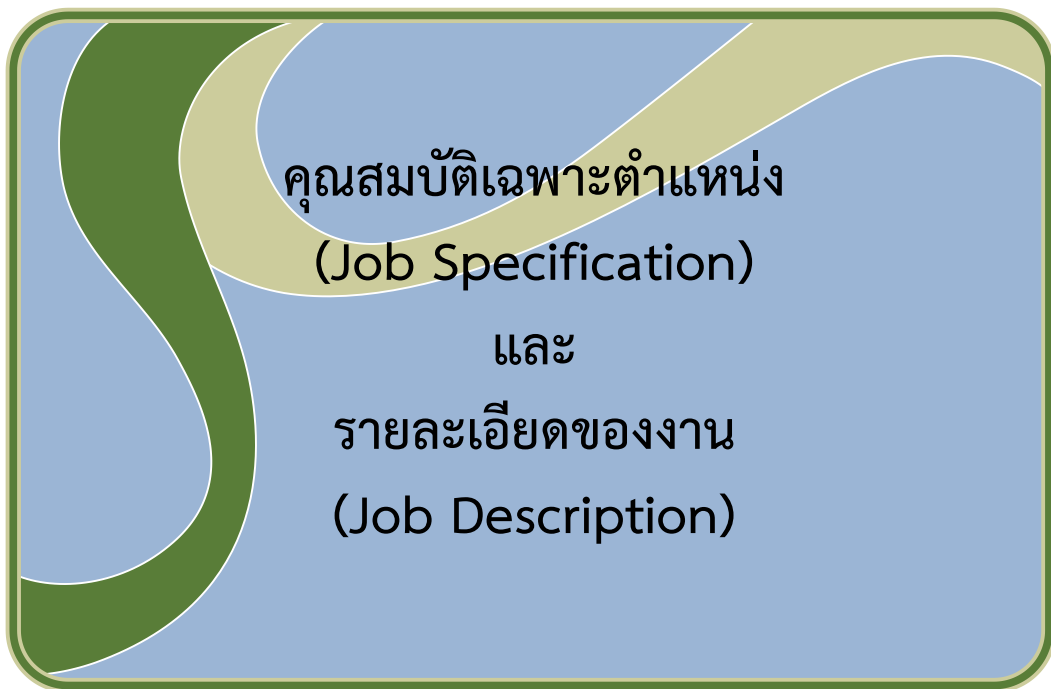 คุณสมบัติเฉพาะตำแหน่ง
(Job Specification)
และ
รายละเอียดของงาน
(Job Description)